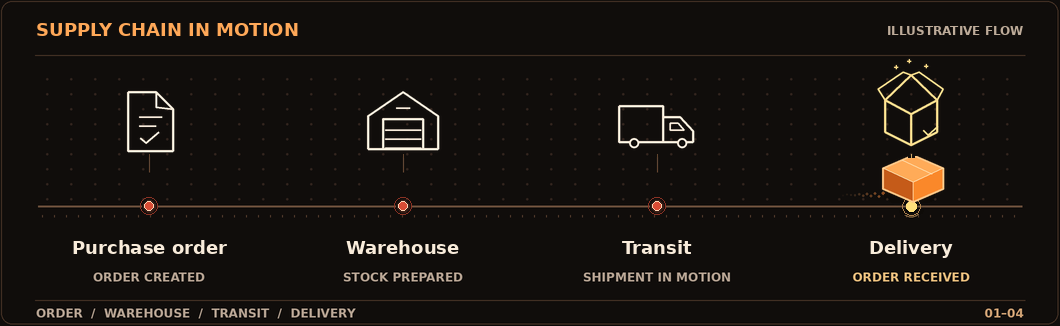 SUPPLY CHAIN IN MOTION
ILLUSTRATIVE FLOW
Purchase order
ORDER CREATED
Warehouse
STOCK PREPARED
Transit
SHIPMENT IN MOTION
Delivery
ORDER RECEIVED
ORDER / WAREHOUSE / TRANSIT / DELIVERY
01–04